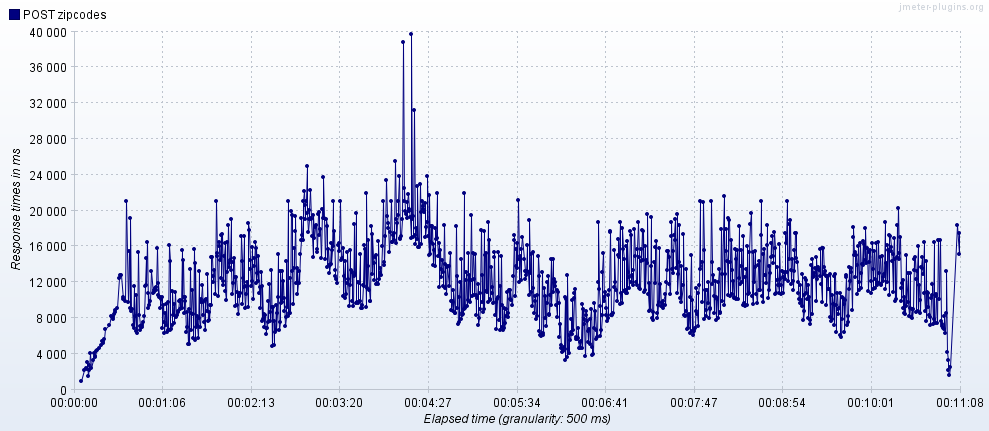 jmeter-plugins.org
POST zipcodes
40 000
36 000
32 000
28 000
24 000
20 000
16 000
12 000
8 000
4 000
0
Response times in ms
00:00:00 00:01:06 00:02:13 00:03:20 00:04:27 00:05:34 00:06:41 00:07:47 00:08:54 00:10:01 00:11:08
Elapsed time (granularity: 500 ms)